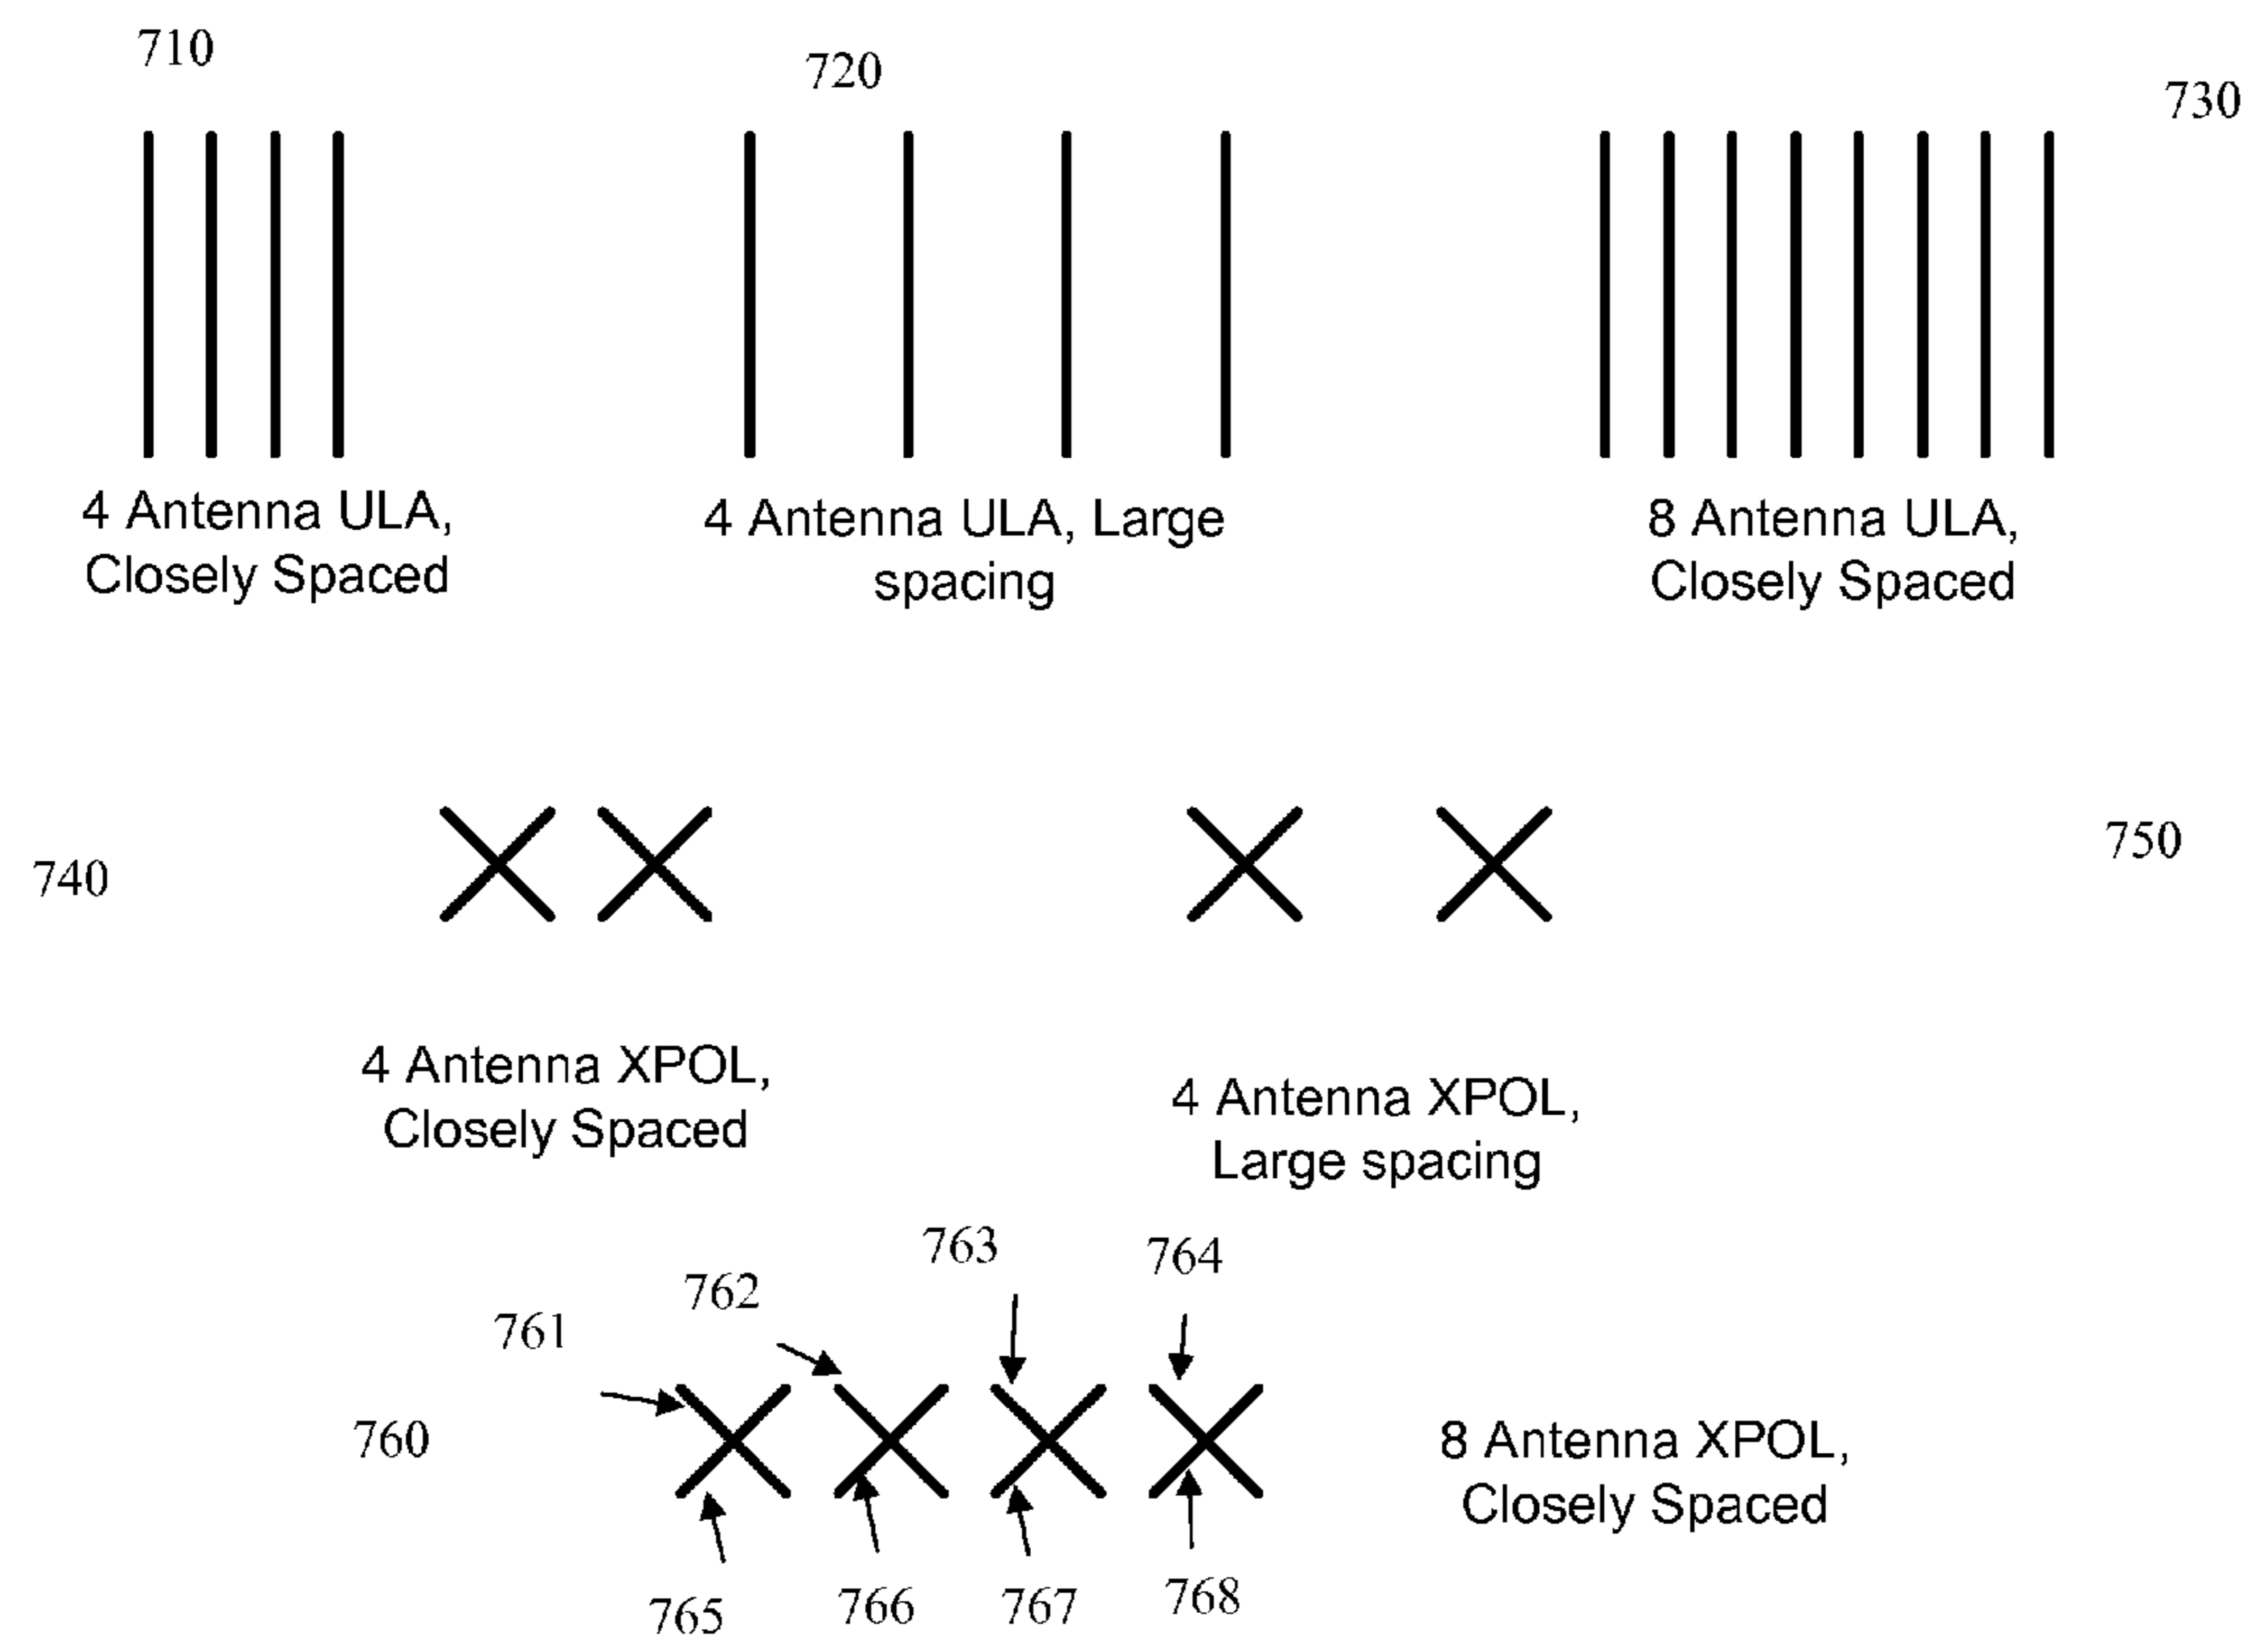 710
720
730
4 Antenna ULA,
Closely Spaced
4 Antenna ULA, Large
spacing
8 Antenna ULA,
Closely Spaced
740
750
4 Antenna XPOL,
Closely Spaced
4 Antenna XPOL,
Large spacing
763
764
762
761
760
8 Antenna XPOL,
Closely Spaced
765
766
767
768